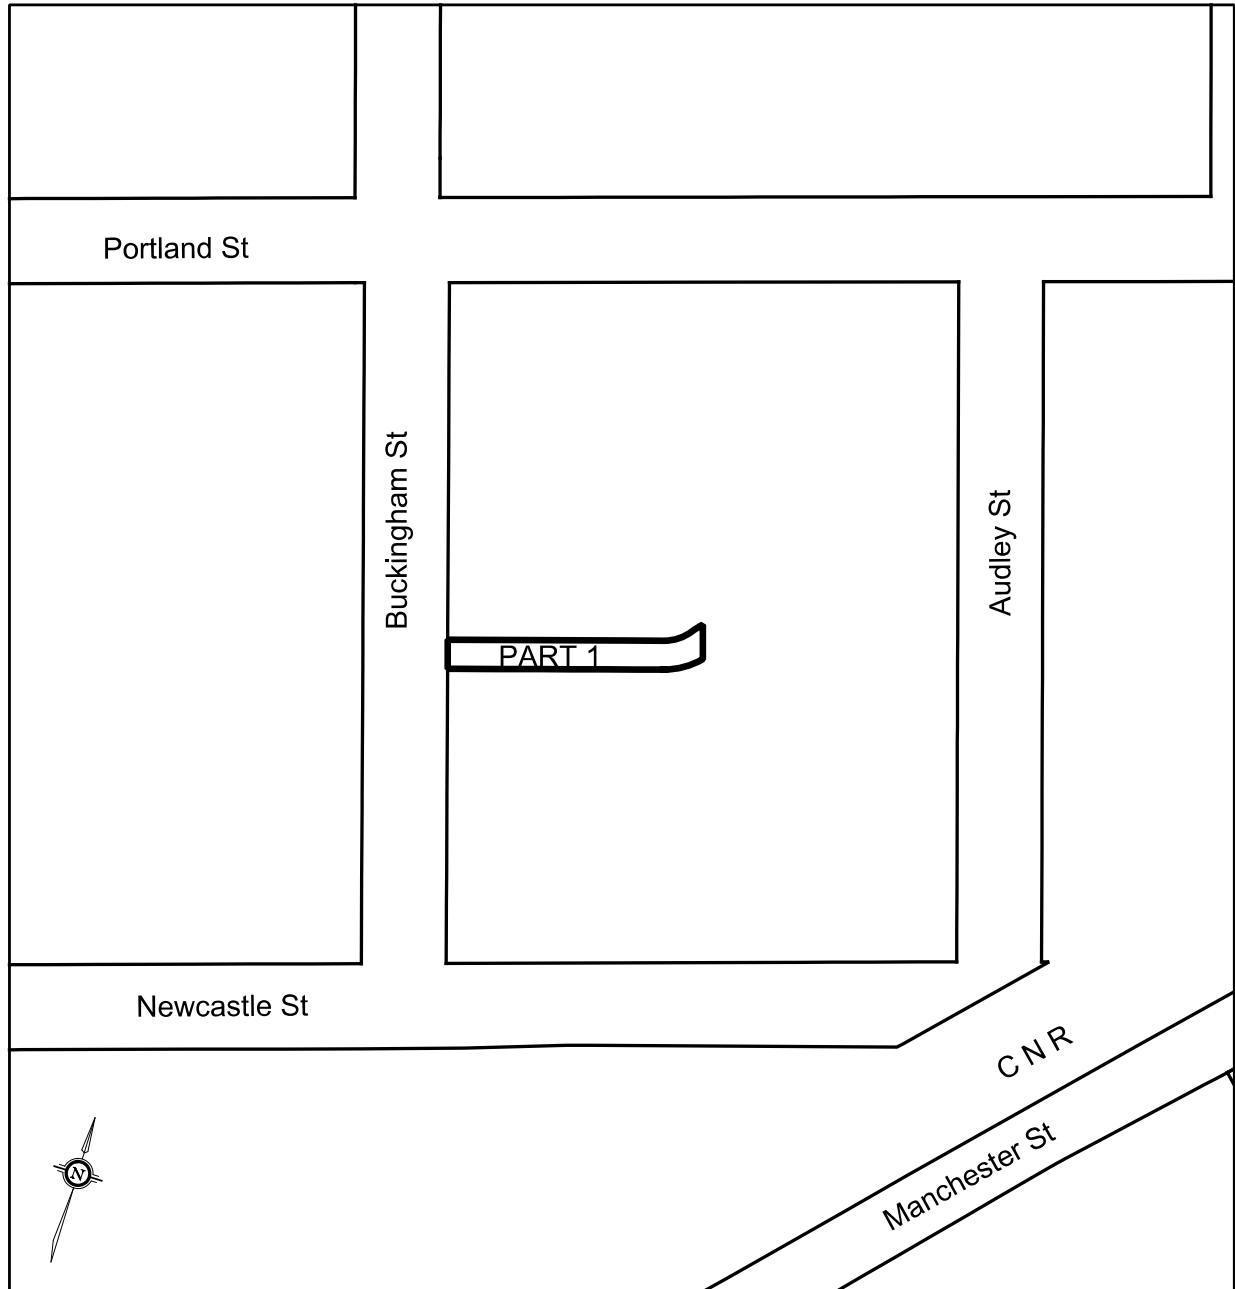 Portland St
Buckingham St
Audley St
PART 1
Newcastle St
C N R
Manchester St
N